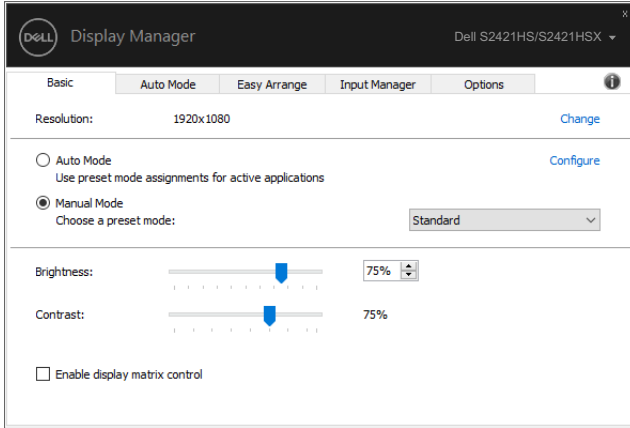 DELL Display Manager Dell S2421HS/S2421HSX
Basic Auto Mode Easy Arrange Input Manager Options
Resolution: 1920x1080 Change
Auto Mode Configure
Use preset mode assignments for active applications
Manual Mode
Choose a preset mode: Standard
Brightness: 75%
Contrast: 75%
Enable display matrix control